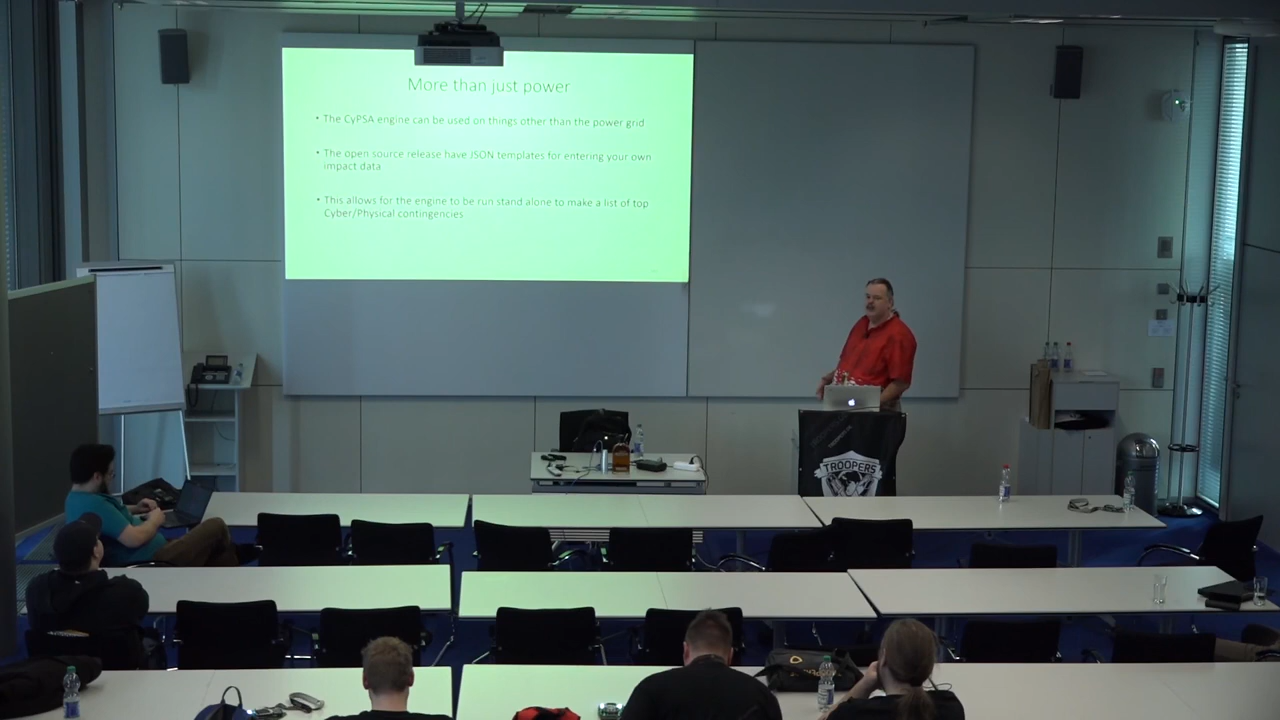 More than just power
• The CyPSA engine can be used on things other than the power grid
• The open source release have JSON templates for entering your own
impact data
• This allows for the engine to be run stand alone to make a list of top
Cyber/Physical contingencies
TROOPERS